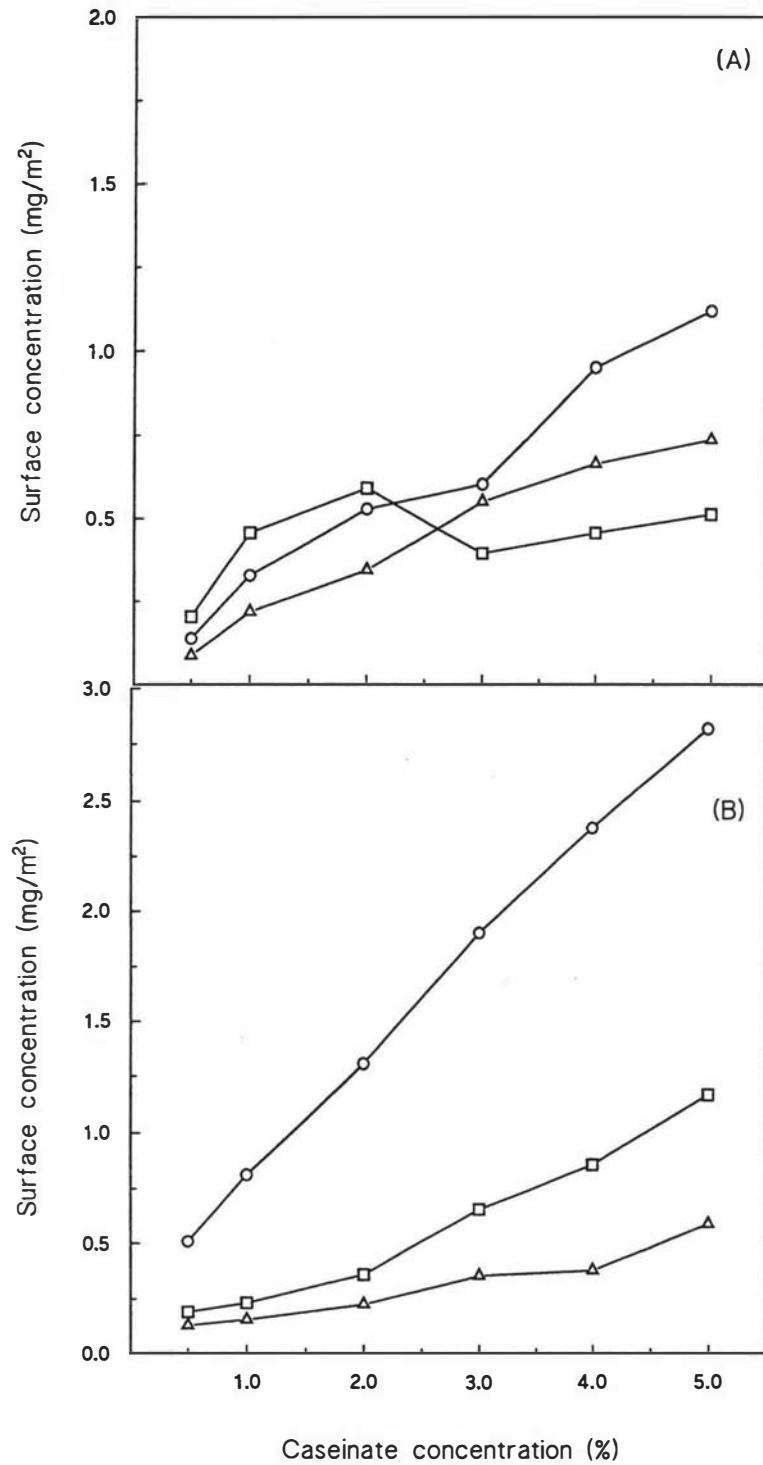 2.0
(A)
1.5
1.0
0.5
Surface concentration (mg/m²)
3.0
2.5
(B)
2.0
1.5
1.0
0.5
0.0
Surface concentration (mg/m²)
1.0 2.0 3.0 4.0 5.0
Caseinate concentration (%)